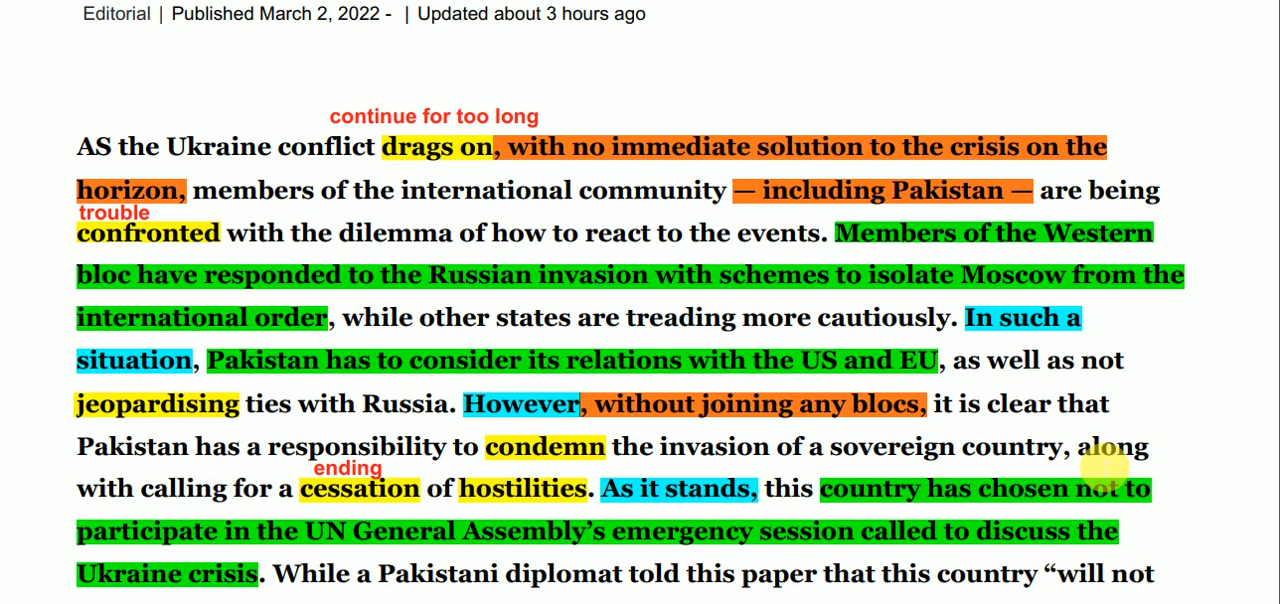 Editorial | Published March 2, 2022 - | Updated about 3 hours ago
continue for too long
AS the Ukraine conflict drags on, with no immediate solution to the crisis on the
horizon, members of the international community — including Pakistan — are being
trouble
confronted with the dilemma of how to react to the events. Members of the Western
bloc have responded to the Russian invasion with schemes to isolate Moscow from the
international order, while other states are treading more cautiously. In such a
situation, Pakistan has to consider its relations with the US and EU, as well as not
jeopardising ties with Russia. However, without joining any blocs, it is clear that
Pakistan has a responsibility to condemn the invasion of a sovereign country, along
ending
with calling for a cessation of hostilities. As it stands, this country has chosen not to
participate in the UN General Assembly’s emergency session called to discuss the
Ukraine crisis. While a Pakistani diplomat told this paper that this country “will not